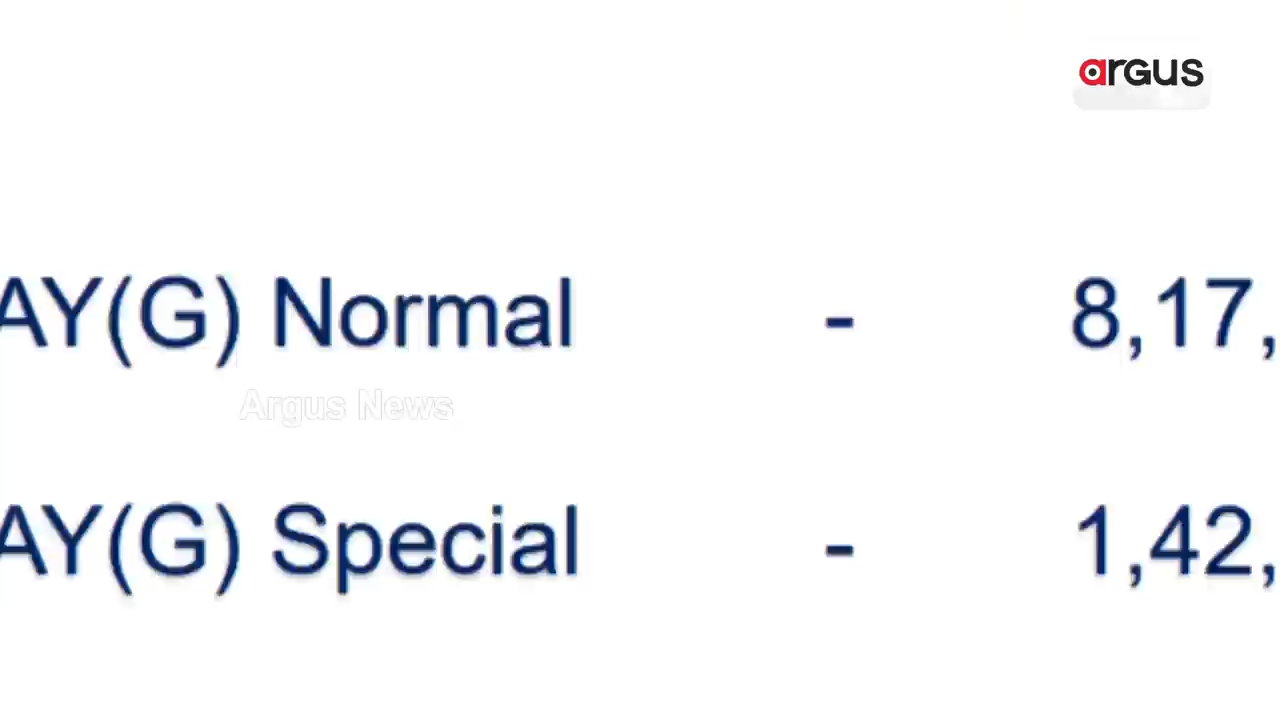 argus
AY(G) Normal - 8,17,
Argus News
AY(G) Special - 1,42,